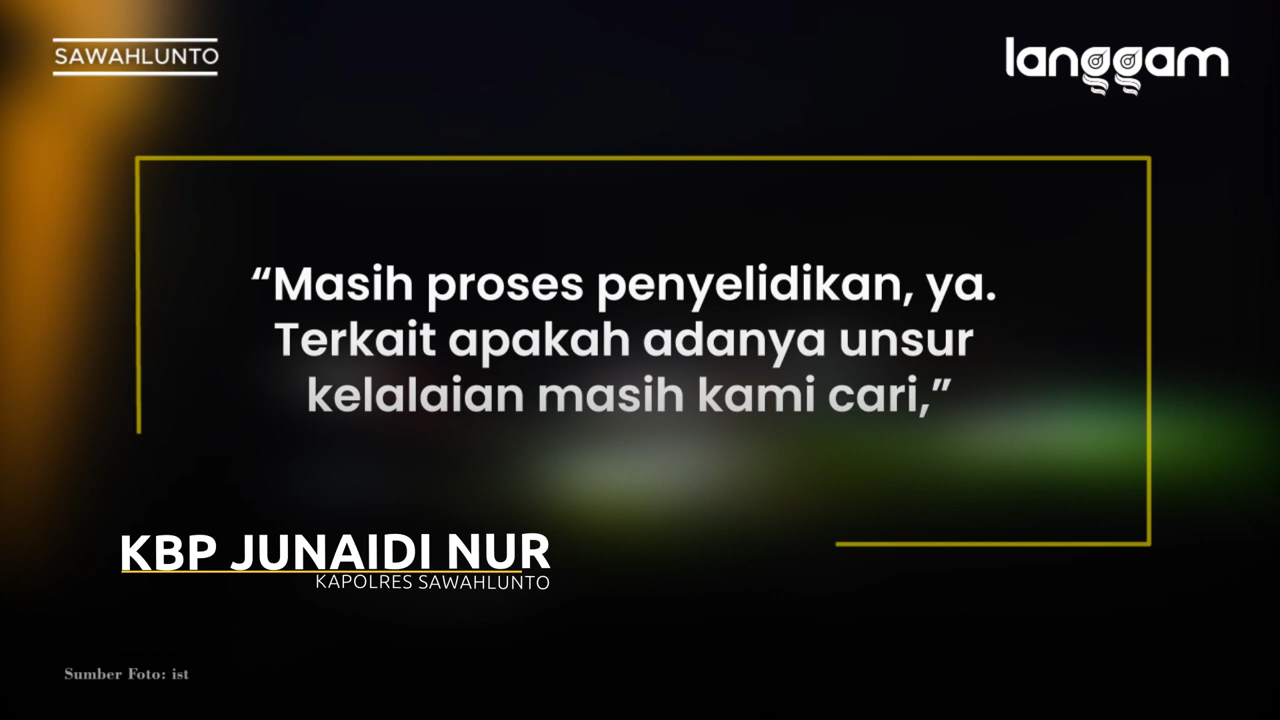 SAWAHLUNTO
langgam
“Masih proses penyelidikan, ya.
Terkait apakah adanya unsur
kelalaian masih kami cari,”
KBP JUNAIDI NUR
KAPOLRES SAWAHLUNTO
Sumber Foto: ist